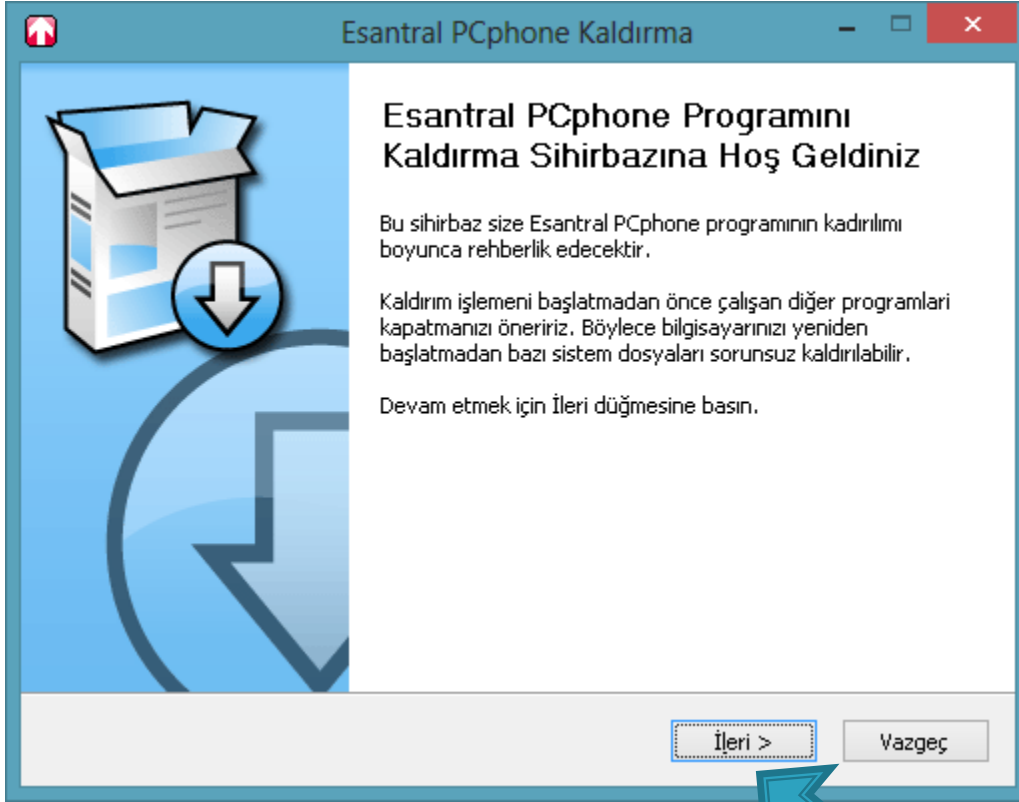 Esantral PCphone Kaldırma
Esantral PCphone Programını
Kaldırma Sihirbazına Hoş Geldiniz
Bu sihirbaz size Esantral PCphone programının kadırılımı
boyunca rehberlik edecektir.
Kaldırım işlemeni başlatmadan önce çalışan diğer programlari
kapatmanızı öneririz. Böylece bilgisayarınızı yeniden
başlatmadan bazı sistem dosyaları sorunsuz kaldırılabilir.
Devam etmek için İleri düğmesine basın.
İleri >
Vazgeç